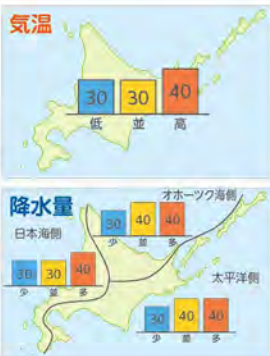 気温
30 30 40
低 並 高
降水量
オホーツク海側
日本海側
30 40 40
少 並 多
太平洋側
30 30 40
少 並 多
30 40 40
少 並 多